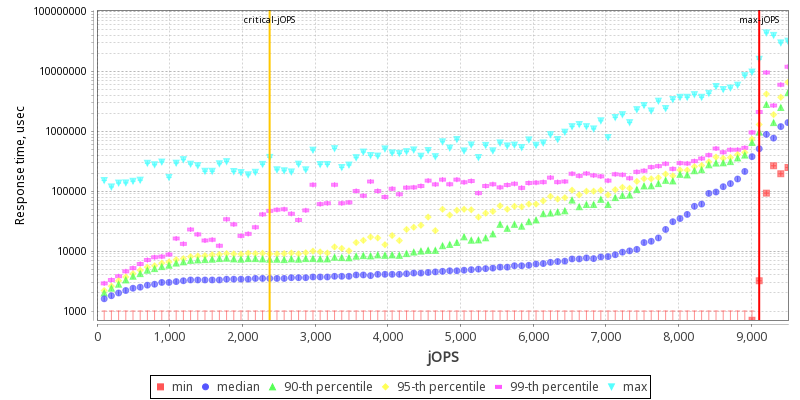 critical-jOPS
max-jOPS
100000000
10000000
1000000
100000
10000
1000
Response time, usec
0 1,000 2,000 3,000 4,000 5,000 6,000 7,000 8,000 9,000
jOPS
min median 90-th percentile 95-th percentile 99-th percentile max